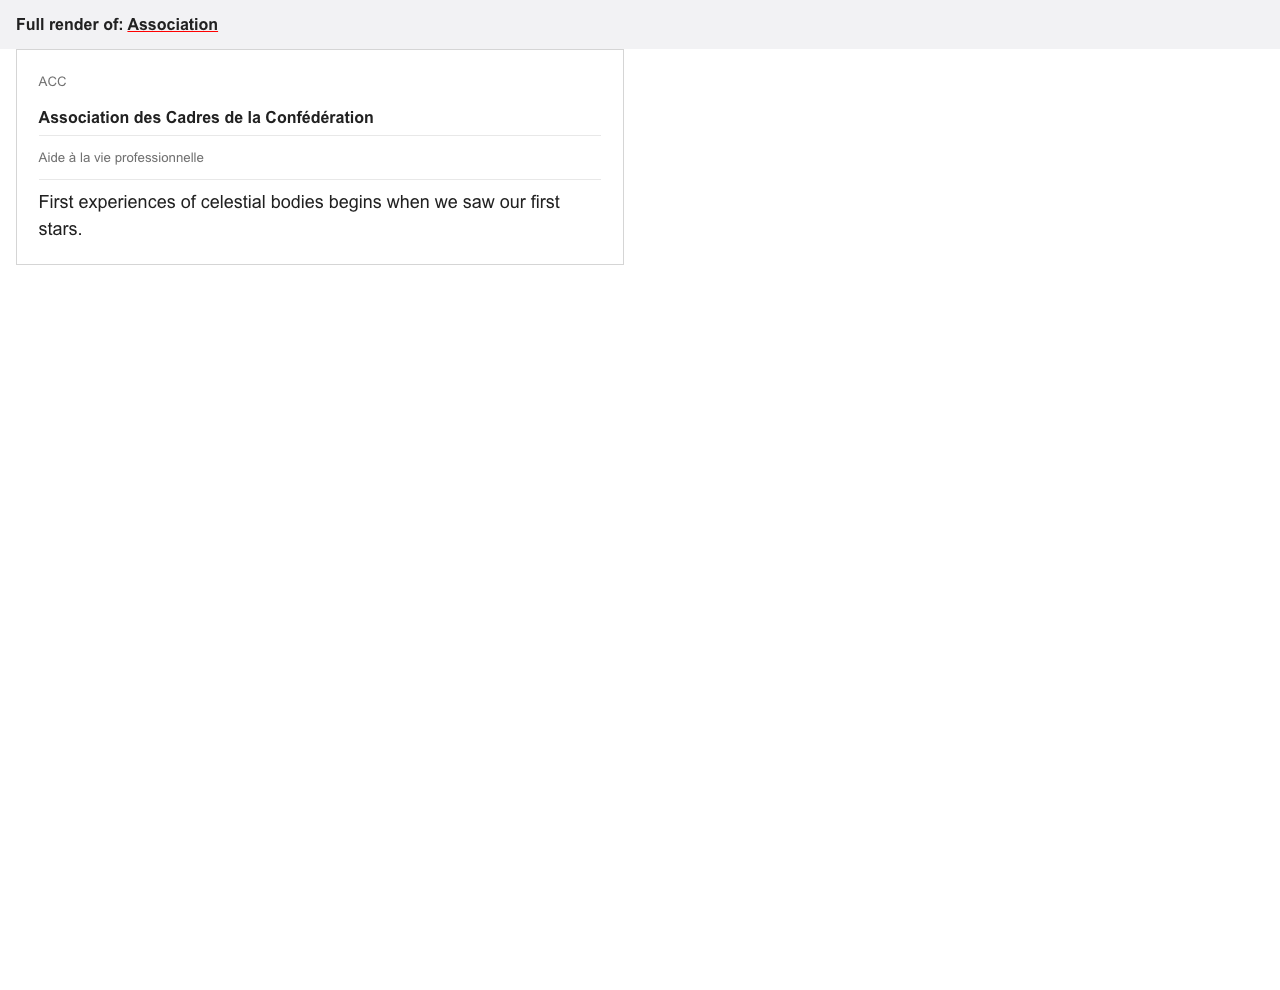 Full render of: Association
ACC
Association des Cadres de la Confédération
Aide à la vie professionnelle
First experiences of celestial bodies begins when we saw our first
stars.